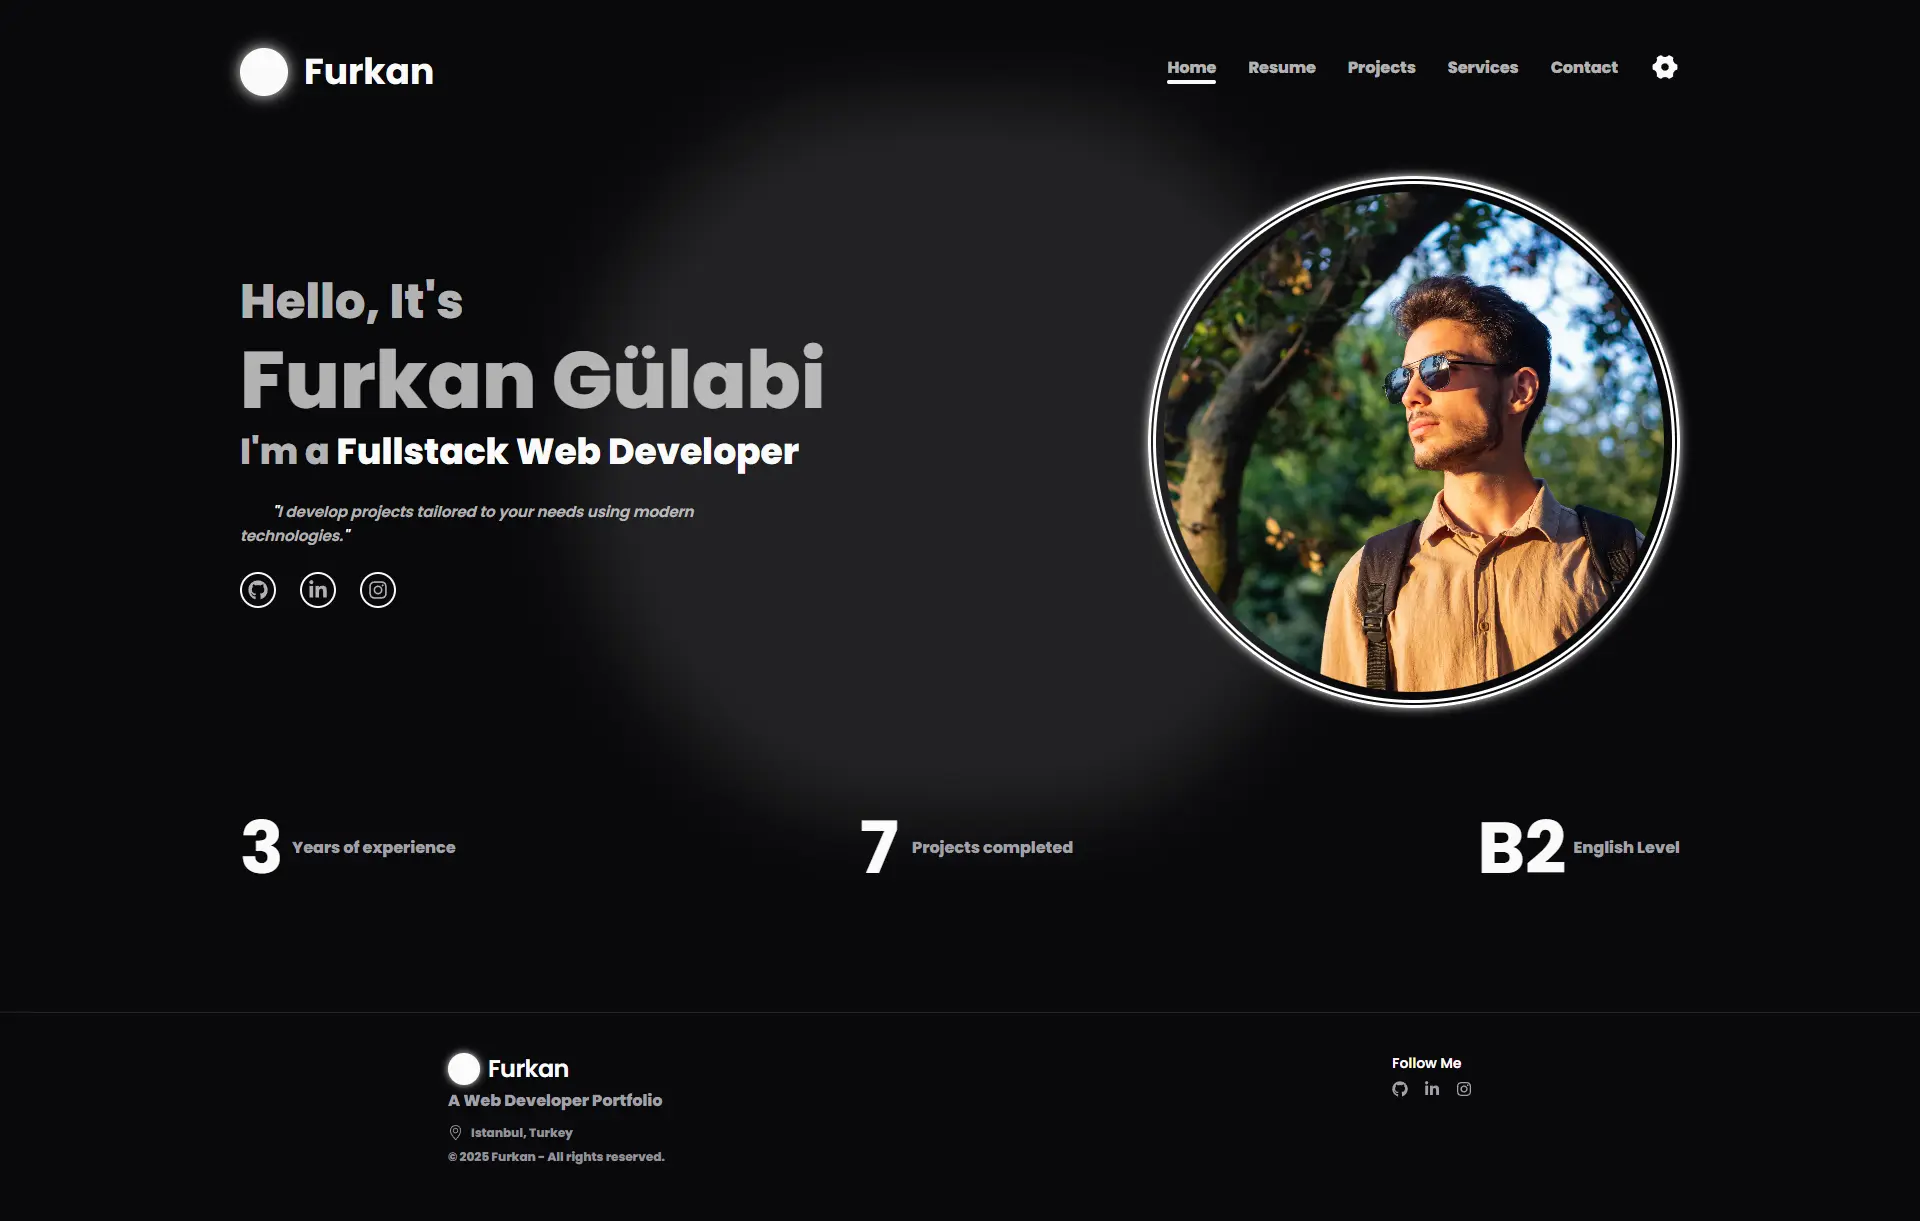 Furkan
Home Resume Projects Services Contact
Hello, It's
Furkan Gülabi
I'm a Fullstack Web Developer
"I develop projects tailored to your needs using modern
technologies."
3 Years of experience
7 Projects completed
B2 English Level
Furkan
A Web Developer Portfolio
Istanbul, Turkey
© 2025 Furkan - All rights reserved.
Follow Me